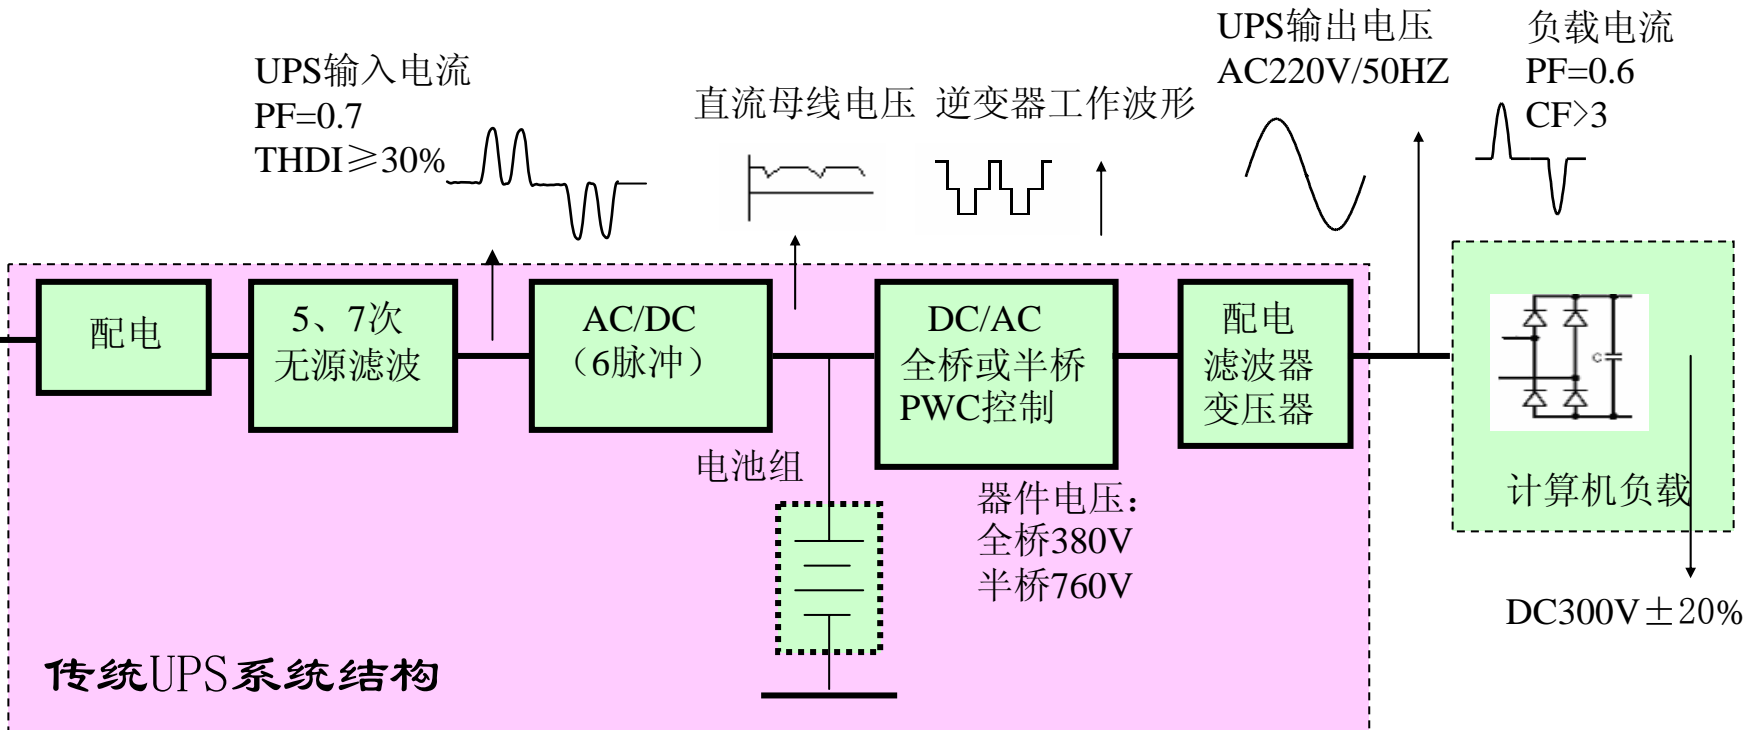 UPS输入电流
PF=0.7
THDI≥30%
直流母线电压
逆变器工作波形
UPS输出电压
AC220V/50HZ
负载电流
PF=0.6
CF>3
配电
5、7次
无源滤波
AC/DC
（6脉冲）
DC/AC
全桥或半桥
PWC控制
配电
滤波器
变压器
C
计算机负载
电池组
器件电压：
全桥380V
半桥760V
DC300V±20%
传统UPS系统结构